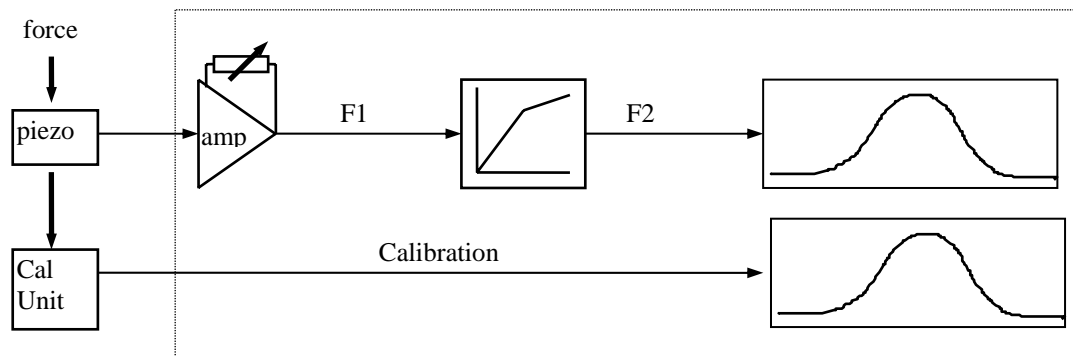 force
piezo
amp
F1
F2
Cal
Unit
Calibration